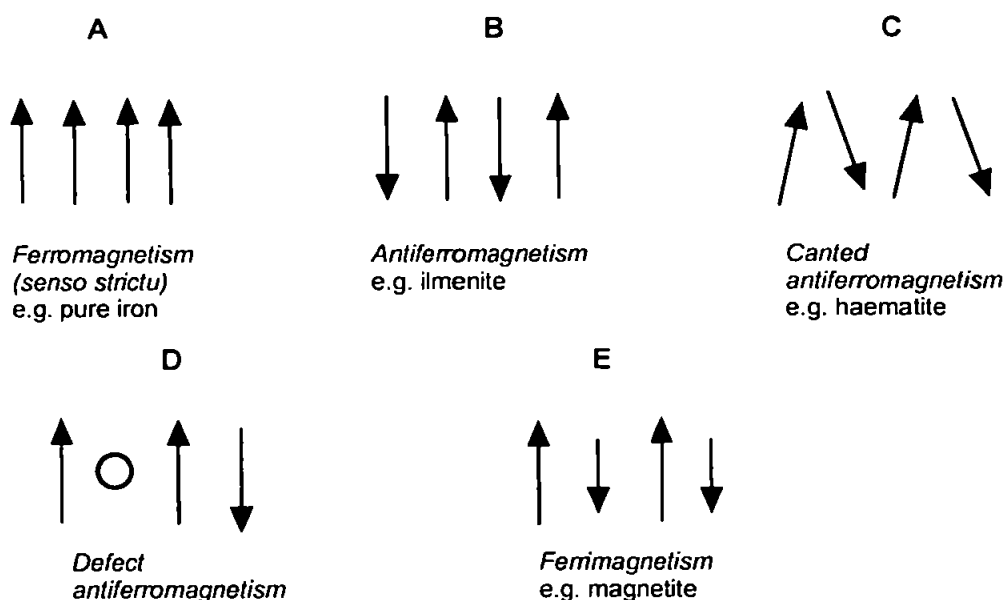 A
B
C
Ferromagnetism
(senso strictu)
e.g. pure iron
Antiferromagnetism
e.g. ilmenite
Canted
antiferromagnetism
e.g. haematite
D
E
Defect
antiferromagnetism
Ferrimagnetism
e.g. magnetite